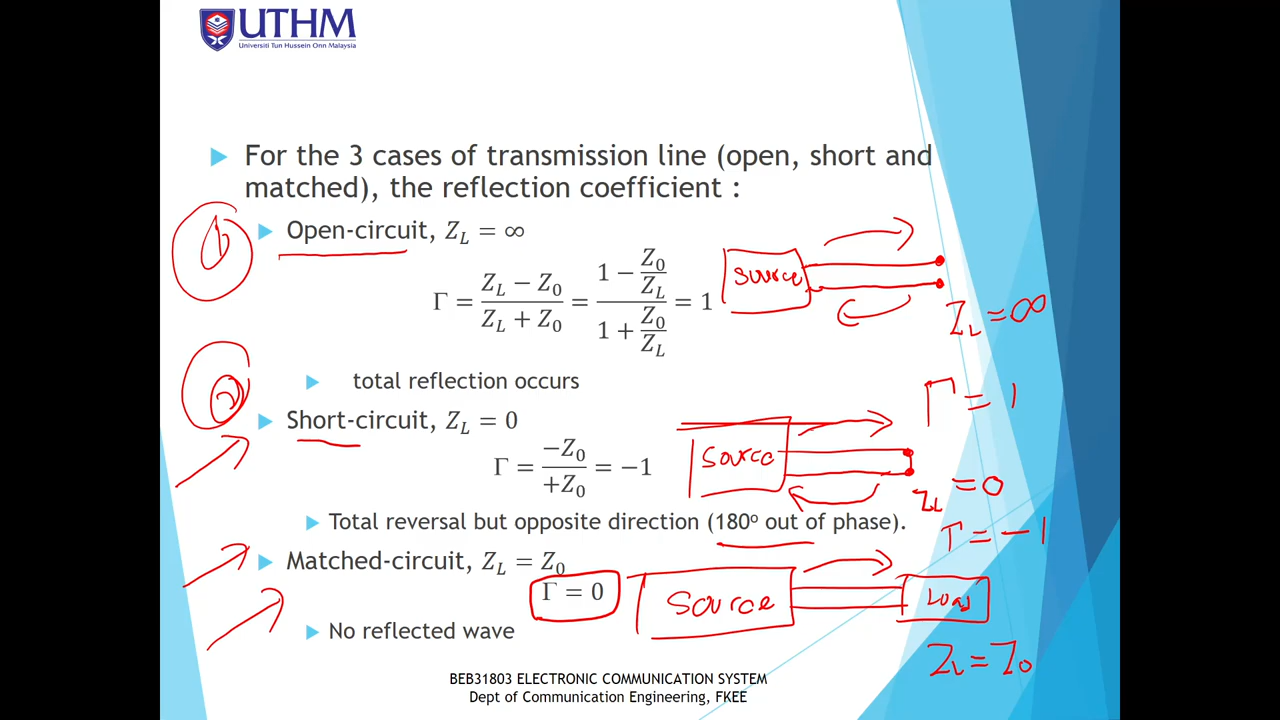 UTHM
Universiti Tun Hussein Onn Malaysia
For the 3 cases of transmission line (open, short and
matched), the reflection coefficient :
1
Open-circuit, Z_L = ∞
Γ = (Z_L − Z_0)/(Z_L + Z_0) = (1 − Z_0/Z_L)/(1 + Z_0/Z_L) = 1
Source
Z_L = ∞
total reflection occurs
Γ = 1
2
Short-circuit, Z_L = 0
Γ = −Z_0/+Z_0 = −1
Source
Z_L = 0
Total reversal but opposite direction (180° out of phase).
Γ = −1
Matched-circuit, Z_L = Z_0
Γ = 0
Source
Load
No reflected wave
Z_L = Z_0
BEB31803 ELECTRONIC COMMUNICATION SYSTEM
Dept of Communication Engineering, FKEE